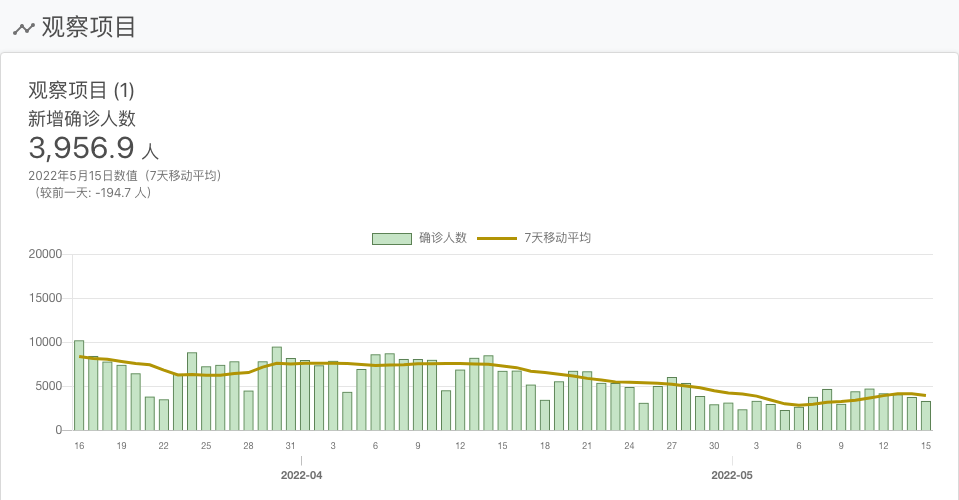 观察项目
观察项目 (1)
新增确诊人数
3,956.9 人
2022年5月15日数值（7天移动平均）
（较前一天: -194.7 人）
确诊人数 7天移动平均
20000
15000
10000
5000
0
16 19 22 25 28 31 3 6 9 12 15 18 21 24 27 30 3 6 9 12 15
2022-04 2022-05